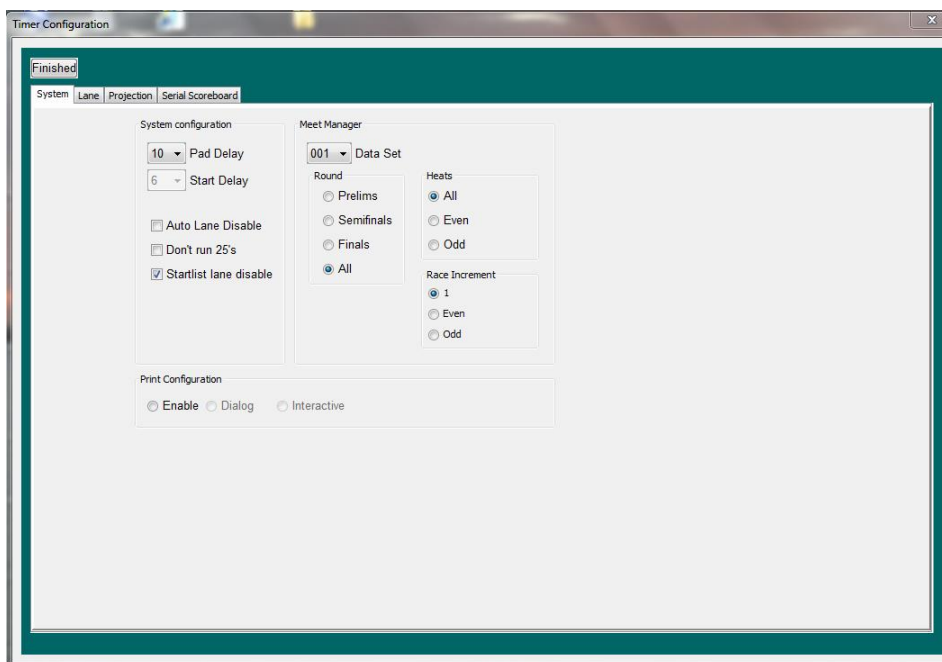 Timer Configuration
x
Finished
System Lane Projection Serial Scoreboard
System configuration
10 Pad Delay
6 Start Delay
Auto Lane Disable
Don't run 25's
Startlist lane disable
Meet Manager
001 Data Set
Round
Prelims
Semifinals
Finals
All
Heats
All
Even
Odd
Race Increment
1
Even
Odd
Print Configuration
Enable Dialog Interactive